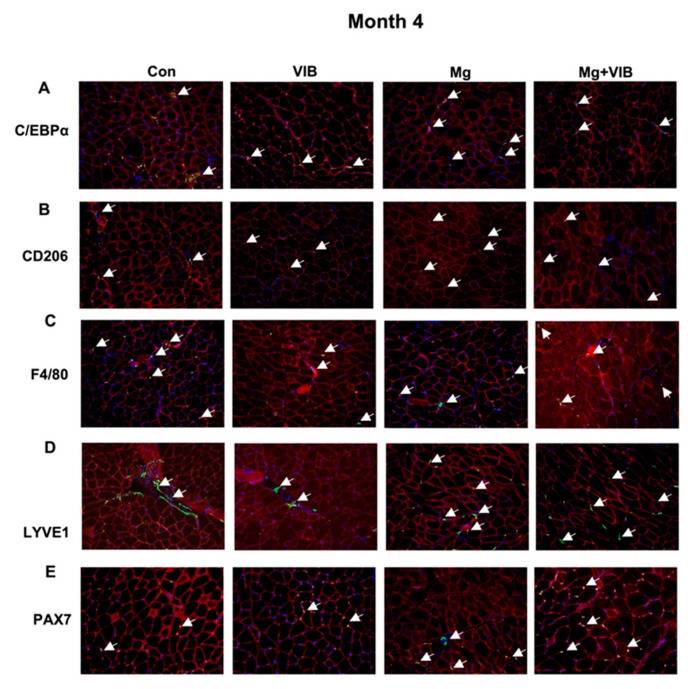 Month 4
Con VIB Mg Mg+VIB
A
C/EBPα
B
CD206
C
F4/80
D
LYVE1
E
PAX7